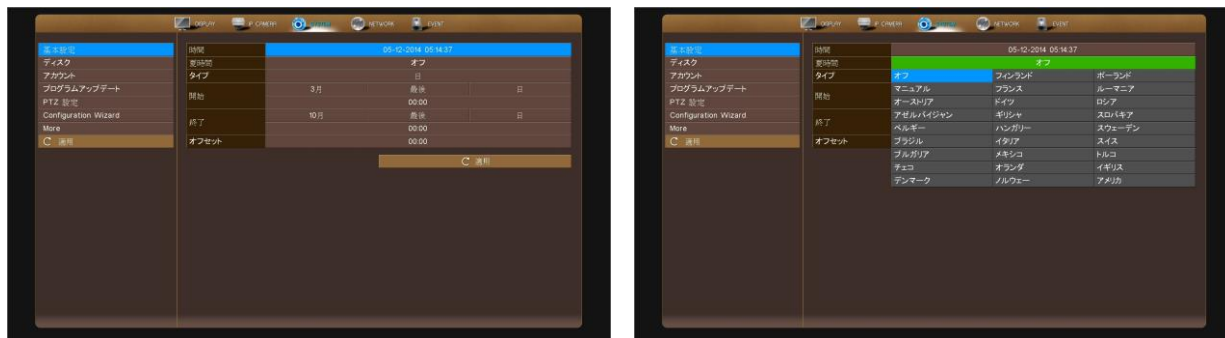 DISPLAY IP CAMERA SYSTEM NETWORK EVENT
基本設定
ディスク
アカウント
プログラムアップデート
PTZ 設定
Configuration Wizard
More
適用
時間 05-12-2014 05:14:37
夏時間 オフ
タイプ 日
開始 3月 最後 日
00:00
終了 10月 最後 日
00:00
オフセット 00:00
適用
DISPLAY IP CAMERA SYSTEM NETWORK EVENT
基本設定
ディスク
アカウント
プログラムアップデート
PTZ 設定
Configuration Wizard
More
適用
時間 05-12-2014 05:14:37
夏時間 オフ
タイプ
開始
終了
オフセット
オフ フィンランド ポーランド
マニュアル フランス ルーマニア
オーストリア ドイツ ロシア
アゼルバイジャン ギリシャ スロバキア
ベルギー ハンガリー スウェーデン
ブラジル イタリア スイス
ブルガリア メキシコ トルコ
チェコ オランダ イギリス
デンマーク ノルウェー アメリカ